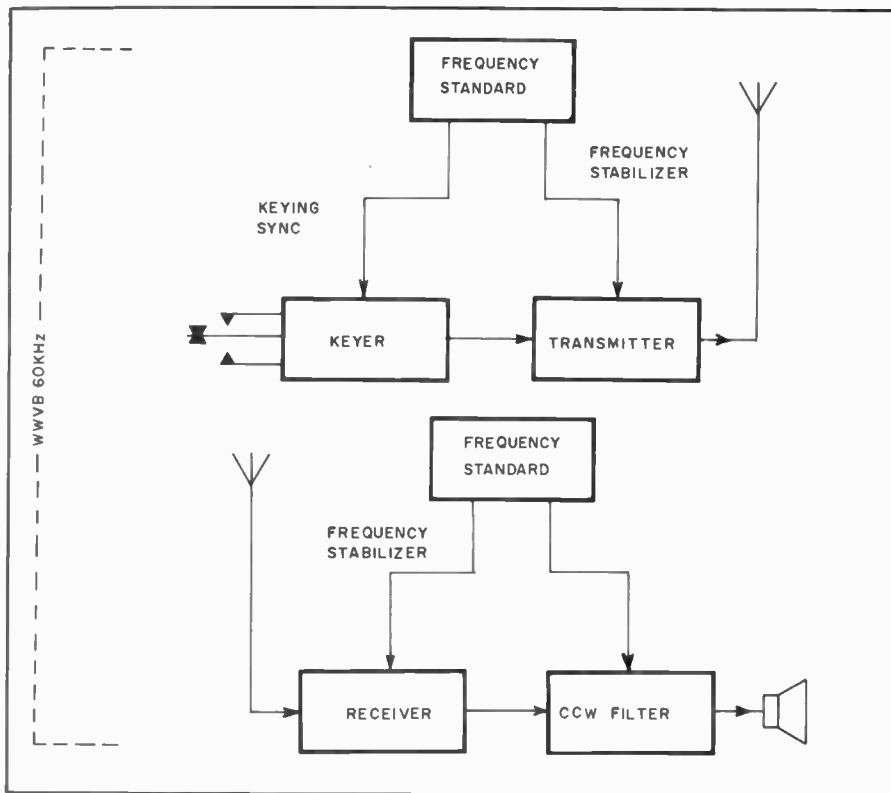 FREQUENCY
STANDARD
FREQUENCY
STABILIZER
KEYING
SYNC
KEYER
TRANSMITTER
WWVB 60KHz
FREQUENCY
STANDARD
FREQUENCY
STABILIZER
RECEIVER
CCW FILTER